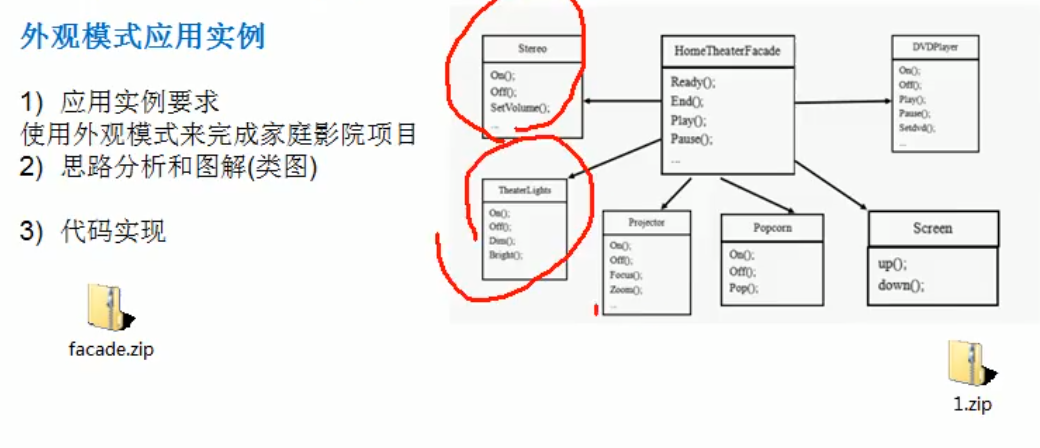 外观模式应用实例
1) 应用实例要求
使用外观模式来完成家庭影院项目
2) 思路分析和图解(类图)
3) 代码实现
facade.zip
Stereo
On();
Off();
SetVolume();
...
HomeTheaterFacade
Ready();
End();
Play();
Pause();
...
DVDPlayer
On();
Off();
Play();
Pause();
Setdvd();
...
TheaterLights
On();
Off();
Dim();
Bright();
Projector
On();
Off();
Focus();
Zoom();
...
Popcorn
On();
Off();
Pop();
Screen
up();
down();
1.zip